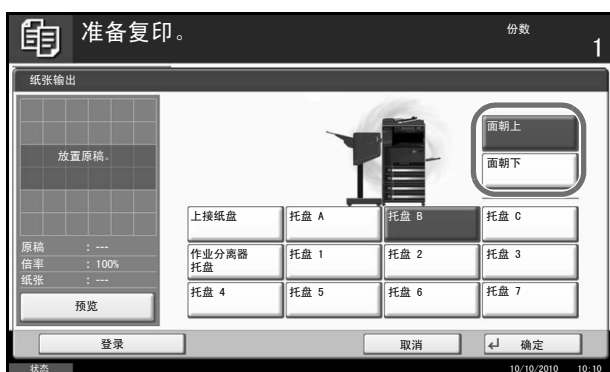 准备复印。
份数
1
纸张输出
放置原稿。
面朝上
面朝下
上接纸盘
托盘 A
托盘 B
托盘 C
作业分离器
托盘
托盘 1
托盘 2
托盘 3
托盘 4
托盘 5
托盘 6
托盘 7
原稿 : ---
倍率 : 100%
纸张 : ---
预览
登录
取消
确定
状态
10/10/2010 10:10